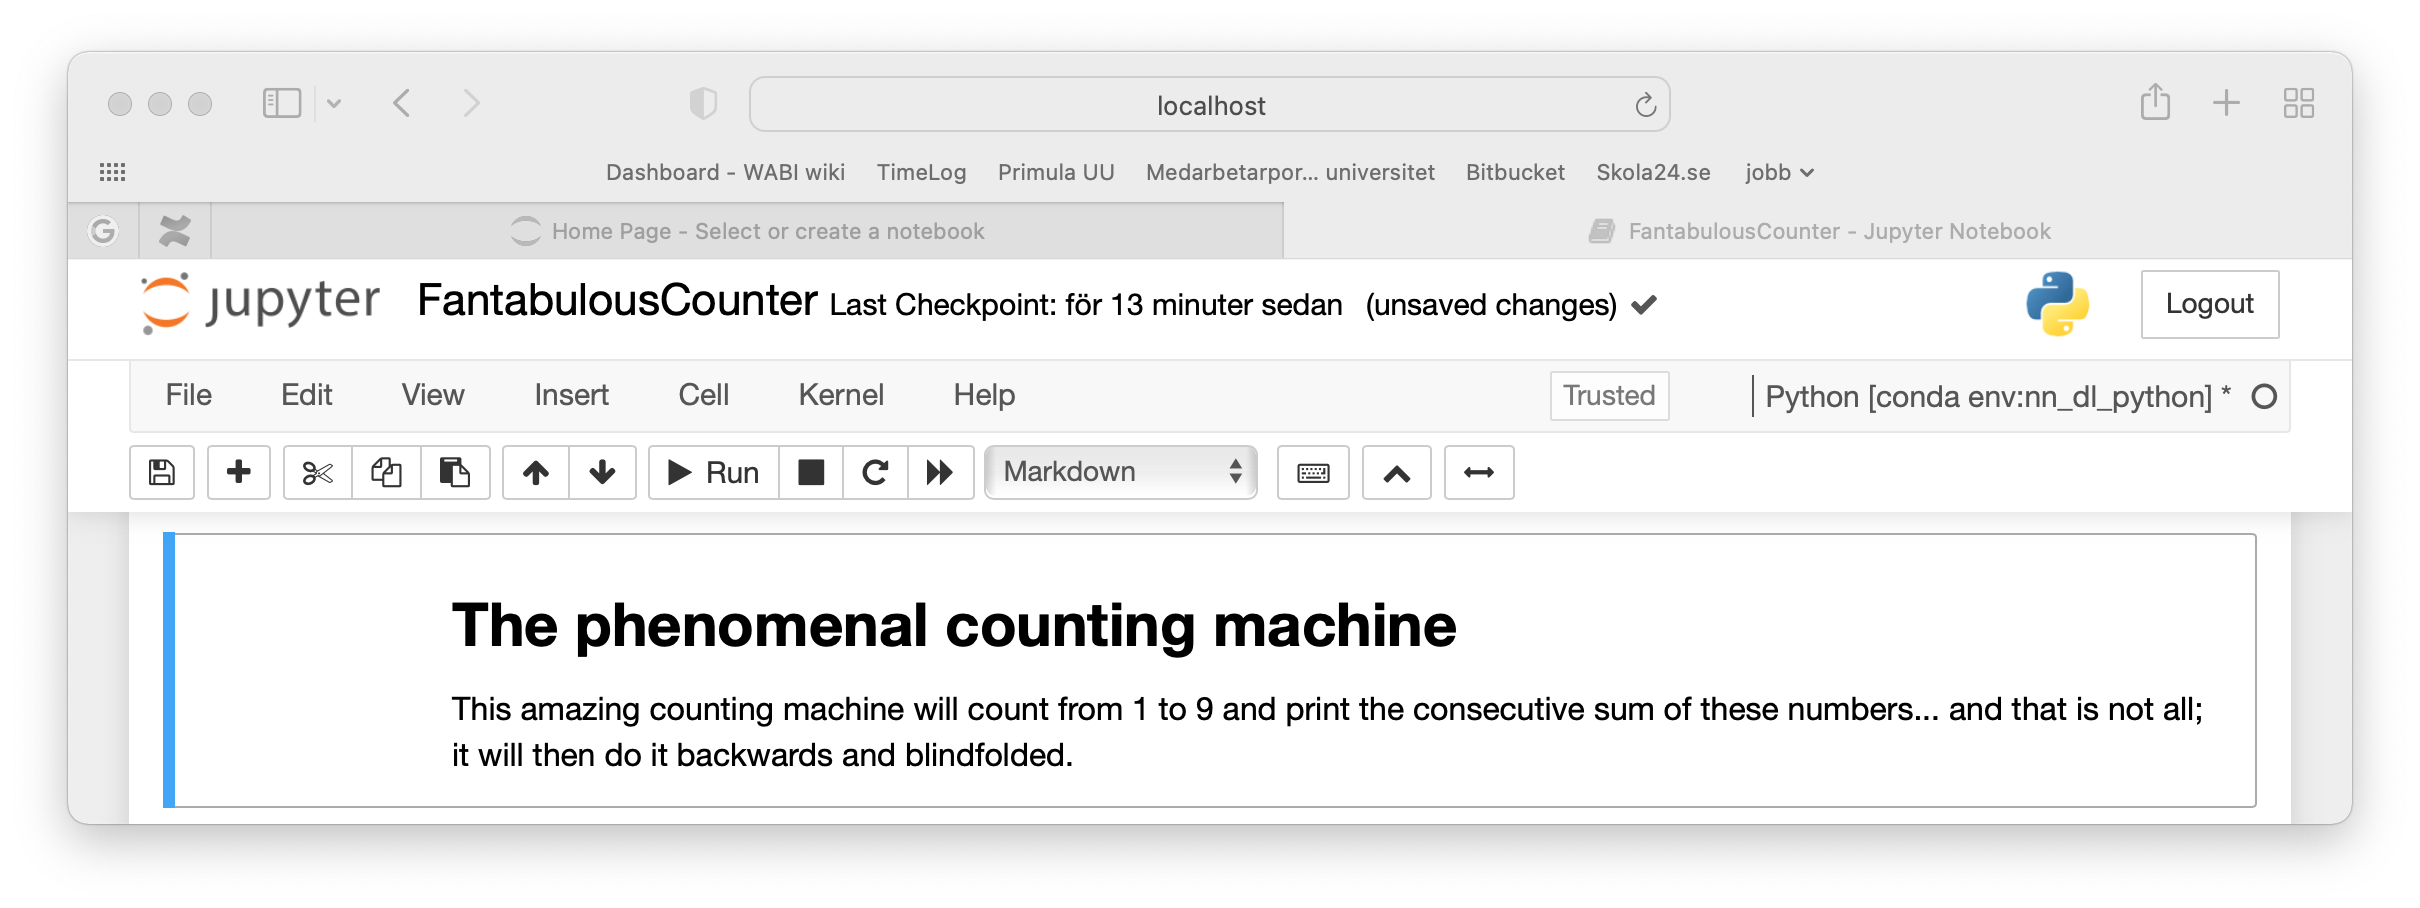 localhost
Dashboard - WABI wiki TimeLog Primula UU Medarbetarpor... universitet Bitbucket Skola24.se jobb
G Home Page - Select or create a notebook FantabulousCounter - Jupyter Notebook
jupyter FantabulousCounter Last Checkpoint: för 13 minuter sedan (unsaved changes) Logout
File Edit View Insert Cell Kernel Help Trusted Python [conda env:nn_dl_python] *
Run Markdown
The phenomenal counting machine
This amazing counting machine will count from 1 to 9 and print the consecutive sum of these numbers... and that is not all;
it will then do it backwards and blindfolded.